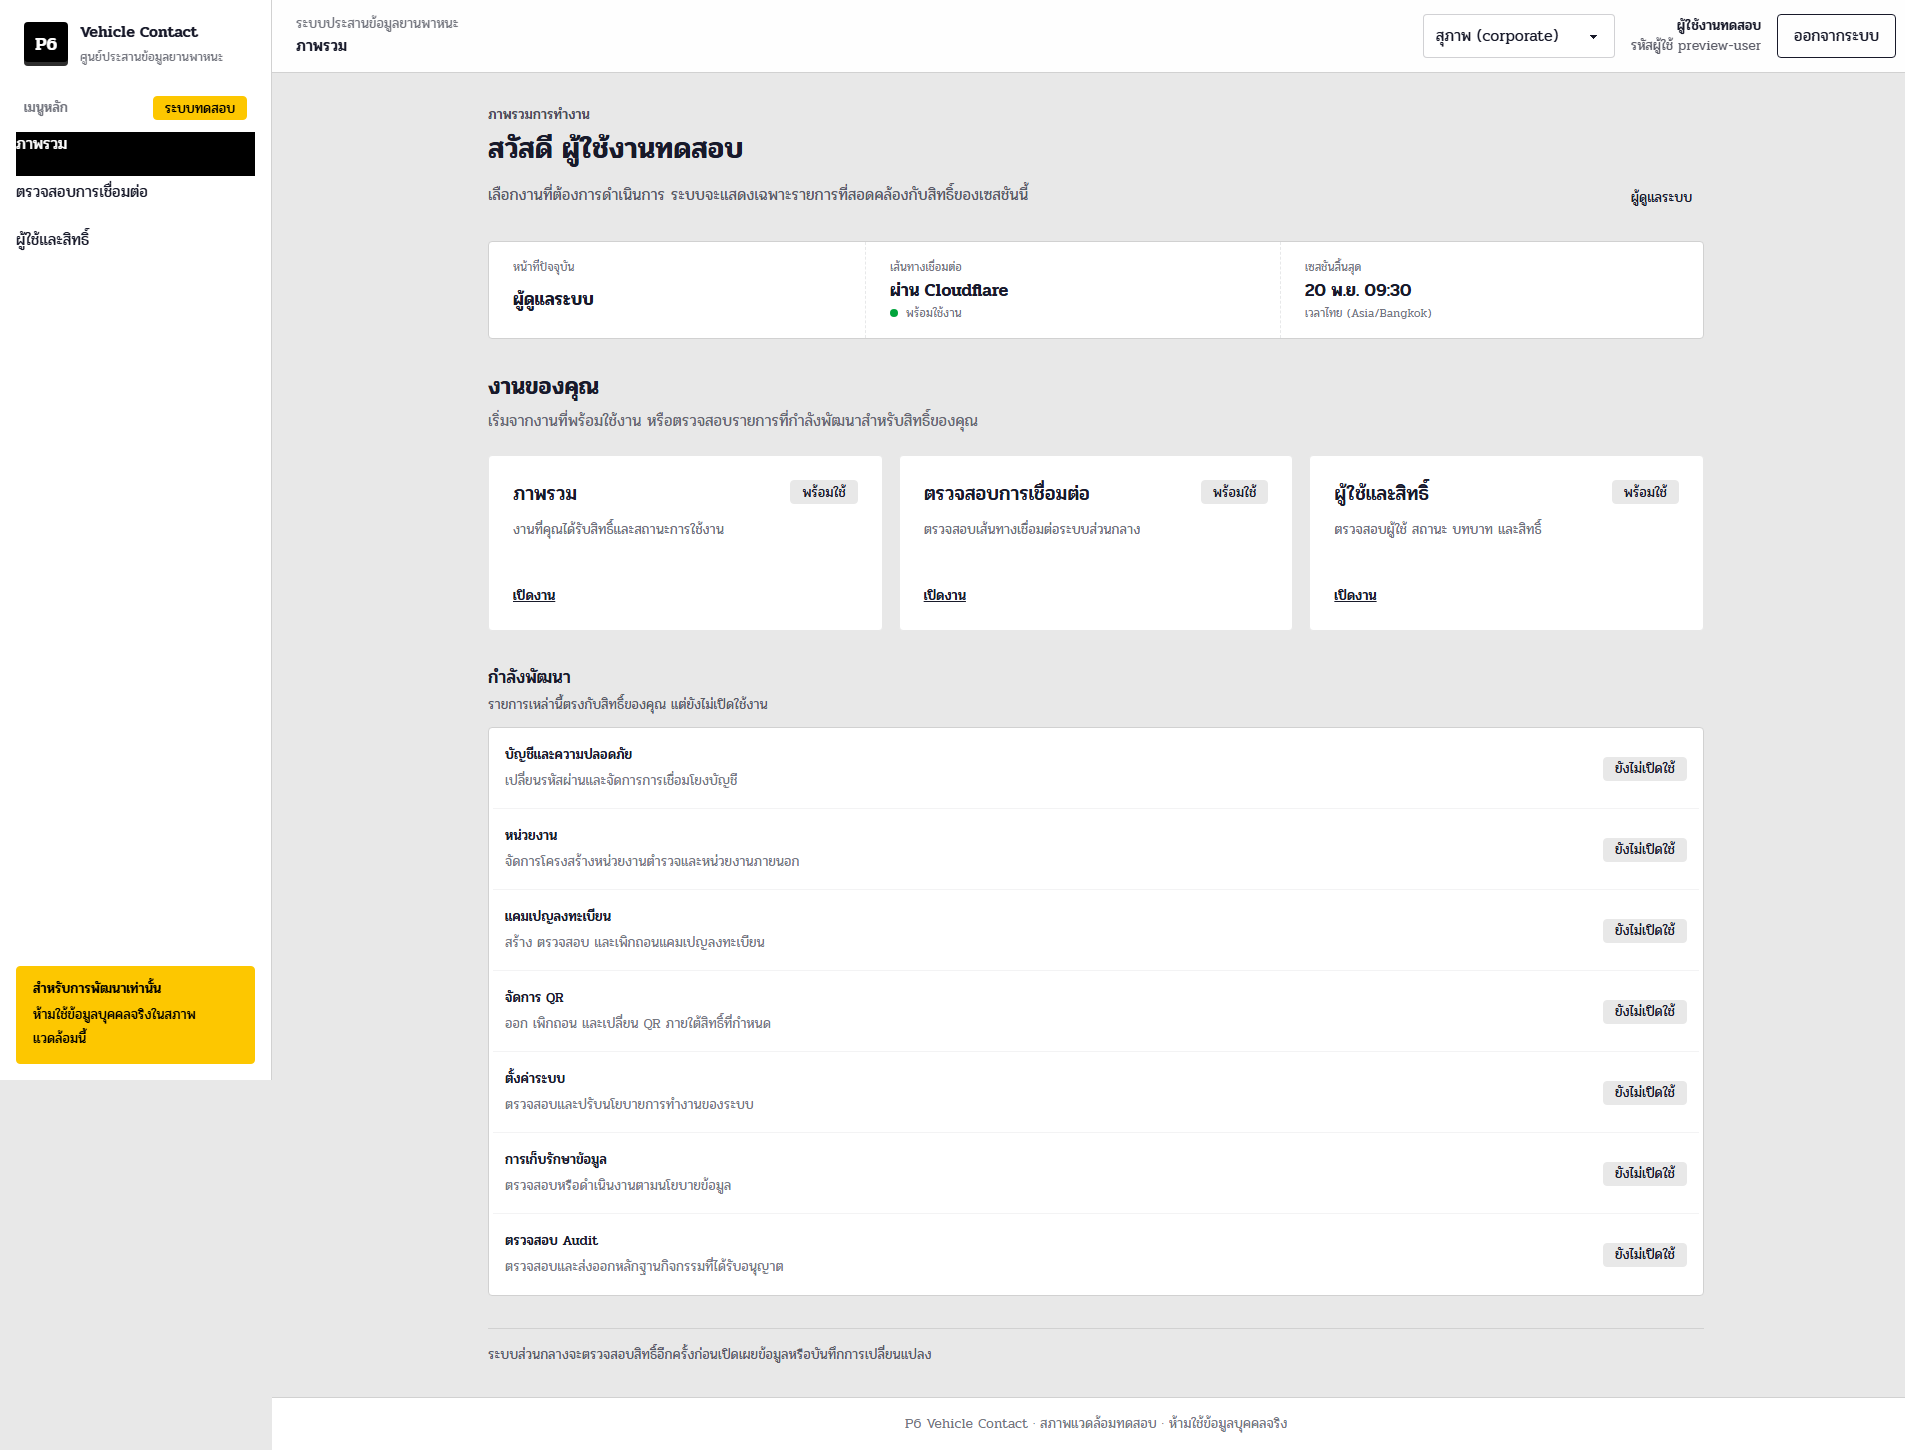 P6
Vehicle Contact
ศูนย์ประสานข้อมูลยานพาหนะ
เมนูหลัก
ระบบทดสอบ
ภาพรวม
ตรวจสอบการเชื่อมต่อ
ผู้ใช้และสิทธิ์
สำหรับการพัฒนาเท่านั้น
ห้ามใช้ข้อมูลบุคคลจริงในสภาพ
แวดล้อมนี้
ระบบประสานข้อมูลยานพาหนะ
ภาพรวม
สุภาพ (corporate)
ผู้ใช้งานทดสอบ
รหัสผู้ใช้ preview-user
ออกจากระบบ
ภาพรวมการทำงาน
สวัสดี ผู้ใช้งานทดสอบ
เลือกงานที่ต้องการดำเนินการ ระบบจะแสดงเฉพาะรายการที่สอดคล้องกับสิทธิ์ของเซสชันนี้
ผู้ดูแลระบบ
หน้าที่ปัจจุบัน
ผู้ดูแลระบบ
เส้นทางเชื่อมต่อ
ผ่าน Cloudflare
พร้อมใช้งาน
เซสชันสิ้นสุด
20 พ.ย. 09:30
เวลาไทย (Asia/Bangkok)
งานของคุณ
เริ่มจากงานที่พร้อมใช้งาน หรือตรวจสอบรายการที่กำลังพัฒนาสำหรับสิทธิ์ของคุณ
ภาพรวม
พร้อมใช้
งานที่คุณได้รับสิทธิ์และสถานะการใช้งาน
เปิดงาน
ตรวจสอบการเชื่อมต่อ
พร้อมใช้
ตรวจสอบเส้นทางเชื่อมต่อระบบส่วนกลาง
เปิดงาน
ผู้ใช้และสิทธิ์
พร้อมใช้
ตรวจสอบผู้ใช้ สถานะ บทบาท และสิทธิ์
เปิดงาน
กำลังพัฒนา
รายการเหล่านี้ตรงกับสิทธิ์ของคุณ แต่ยังไม่เปิดใช้งาน
บัญชีและความปลอดภัย
เปลี่ยนรหัสผ่านและจัดการการเชื่อมโยงบัญชี
ยังไม่เปิดใช้
หน่วยงาน
จัดการโครงสร้างหน่วยงานตำรวจและหน่วยงานภายนอก
ยังไม่เปิดใช้
แคมเปญลงทะเบียน
สร้าง ตรวจสอบ และเพิกถอนแคมเปญลงทะเบียน
ยังไม่เปิดใช้
จัดการ QR
ออก เพิกถอน และเปลี่ยน QR ภายใต้สิทธิ์ที่กำหนด
ยังไม่เปิดใช้
ตั้งค่าระบบ
ตรวจสอบและปรับนโยบายการทำงานของระบบ
ยังไม่เปิดใช้
การเก็บรักษาข้อมูล
ตรวจสอบหรือดำเนินงานตามนโยบายข้อมูล
ยังไม่เปิดใช้
ตรวจสอบ Audit
ตรวจสอบและส่งออกหลักฐานกิจกรรมที่ได้รับอนุญาต
ยังไม่เปิดใช้
ระบบส่วนกลางจะตรวจสอบสิทธิ์อีกครั้งก่อนเปิดเผยข้อมูลหรือบันทึกการเปลี่ยนแปลง
P6 Vehicle Contact · สภาพแวดล้อมทดสอบ · ห้ามใช้ข้อมูลบุคคลจริง